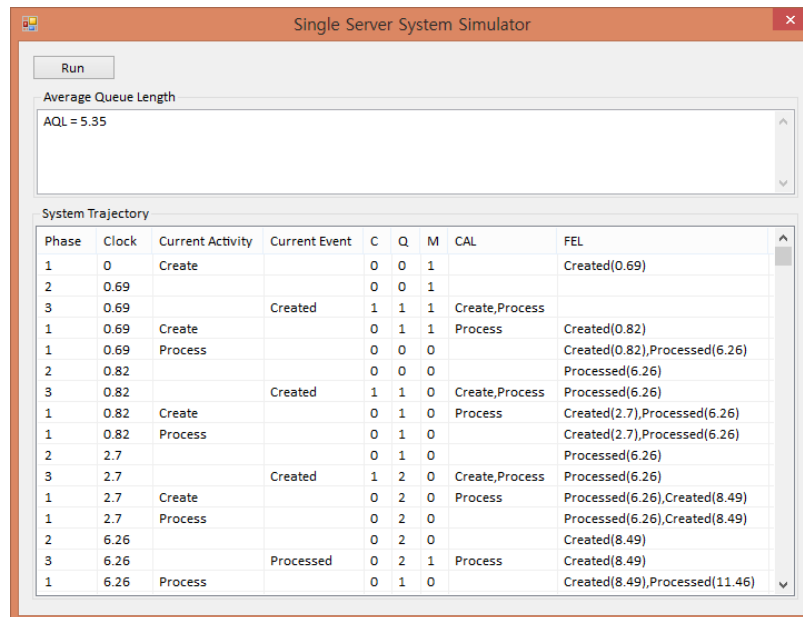 Single Server System Simulator
Run
Average Queue Length
AQL = 5.35
System Trajectory
Phase Clock Current Activity Current Event C Q M CAL FEL
1 0 Create 0 0 1 Created(0.69)
2 0.69 0 0 1
3 0.69 Created 1 1 1 Create,Process
1 0.69 Create 0 1 1 Process Created(0.82)
1 0.69 Process 0 0 0 Created(0.82),Processed(6.26)
2 0.82 0 0 0 Processed(6.26)
3 0.82 Created 1 1 0 Create,Process Processed(6.26)
1 0.82 Create 0 1 0 Process Created(2.7),Processed(6.26)
1 0.82 Process 0 1 0 Created(2.7),Processed(6.26)
2 2.7 0 1 0 Processed(6.26)
3 2.7 Created 1 2 0 Create,Process Processed(6.26)
1 2.7 Create 0 2 0 Process Processed(6.26),Created(8.49)
1 2.7 Process 0 2 0 Processed(6.26),Created(8.49)
2 6.26 0 2 0 Created(8.49)
3 6.26 Processed 0 2 1 Process Created(8.49)
1 6.26 Process 0 1 0 Created(8.49),Processed(11.46)